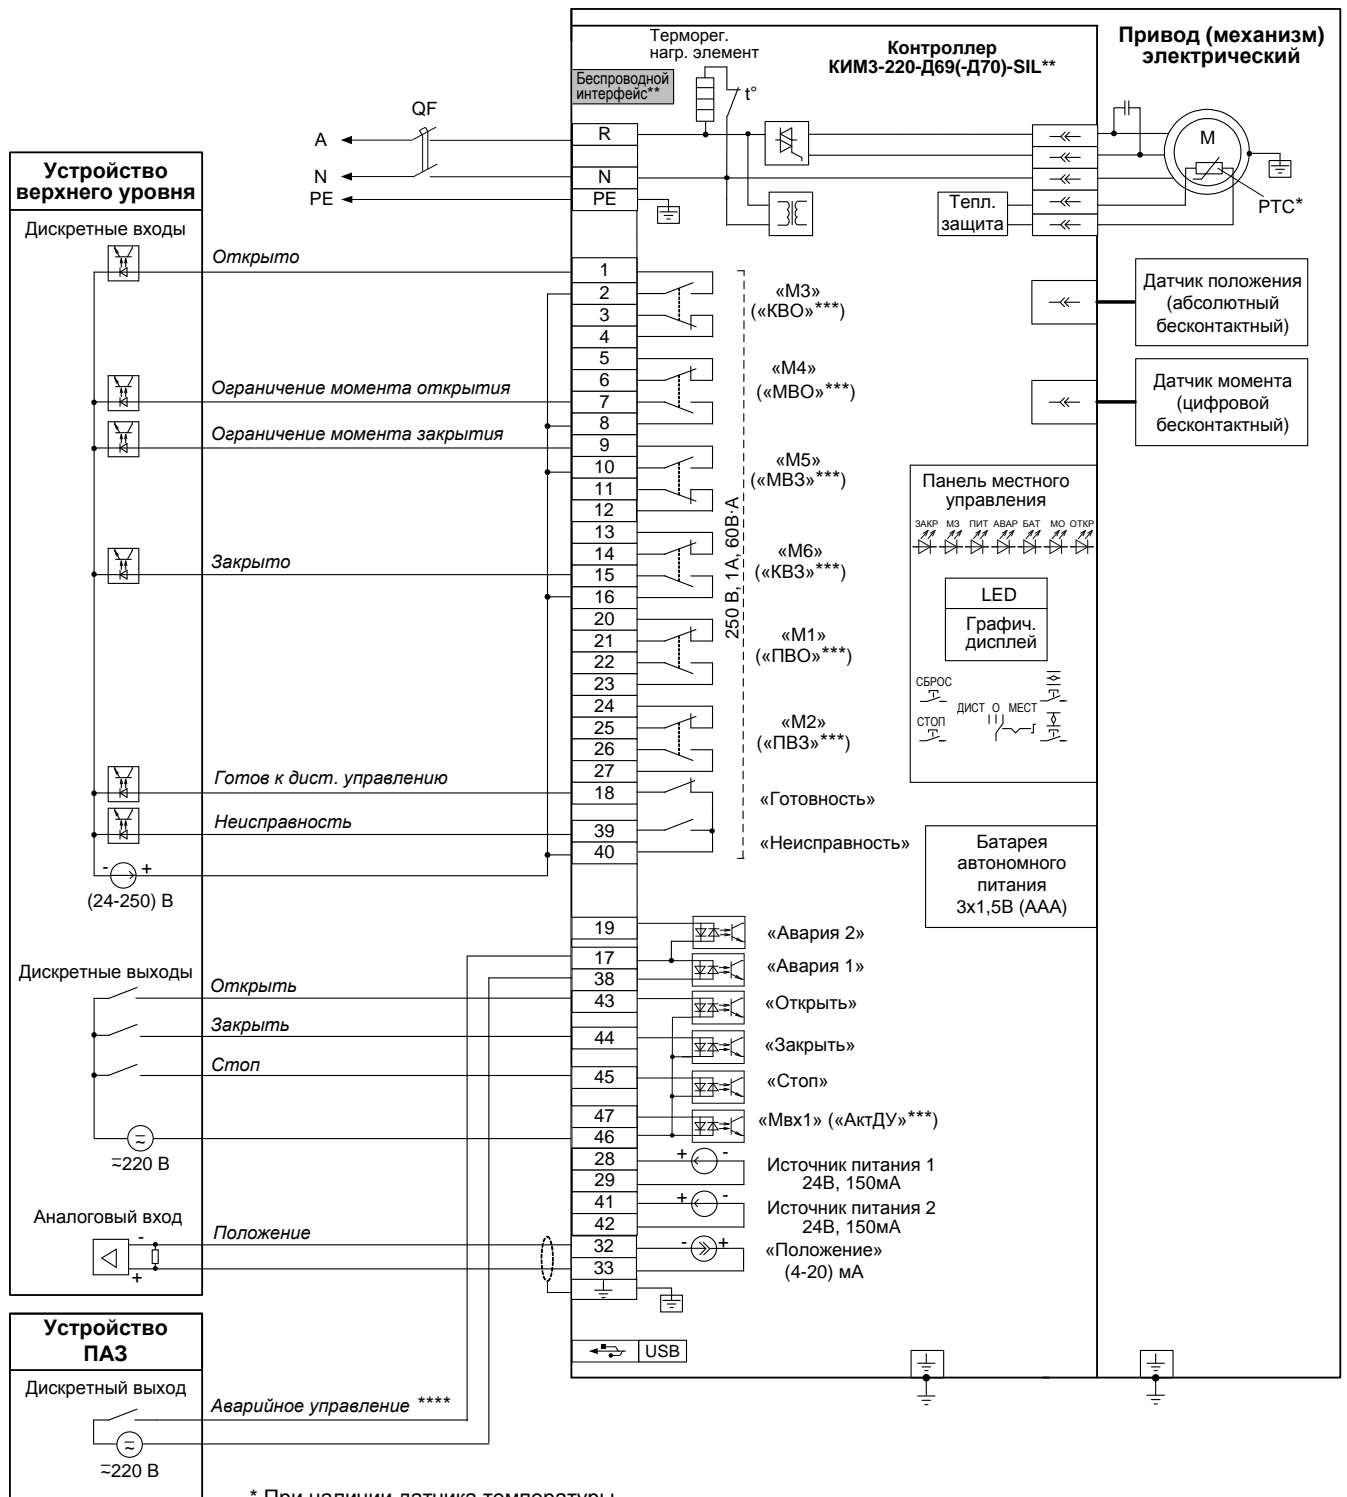 Привод (механизм)
электрический
Терморег.
нагр. элемент
Контроллер
КИМ3-220-Д69(-Д70)-SIL**
Беспроводной
интерфейс**
t°
QF
A
N
PE
R
N
PE
M
PTC*
Тепл.
защита
Устройство
верхнего уровня
Дискретные входы
Открыто
1
2
3
4
«М3»
(«КВО»***)
Датчик положения
(абсолютный
бесконтактный)
5
6
7
8
«М4»
(«МВО»***)
Ограничение момента открытия
Датчик момента
(цифровой
бесконтактный)
Ограничение момента закрытия
9
10
11
12
«М5»
(«МВЗ»***)
250 В, 1А, 60В·А
Панель местного
управления
ЗАКР МЗ ПИТ АВАР БАТ МО ОТКР
Закрыто
13
14
15
16
«М6»
(«КВЗ»***)
LED
Графич.
дисплей
20
21
22
23
«М1»
(«ПВО»***)
СБРОС
СТОП
ДИСТ О МЕСТ
24
25
26
27
«М2»
(«ПВЗ»***)
Готов к дист. управлению
18
«Готовность»
Неисправность
39
40
«Неисправность»
Батарея
автономного
питания
3х1,5В (ААА)
- +
(24-250) В
19
«Авария 2»
17
38
«Авария 1»
Дискретные выходы
Открыть
43
«Открыть»
Закрыть
44
«Закрыть»
Стоп
45
«Стоп»
47
46
«Мвх1» («АктДУ»***)
≂220 В
28
29
+ -
Источник питания 1
24В, 150мА
41
42
+ -
Источник питания 2
24В, 150мА
Аналоговый вход
-
+
Положение
32
33
- +
«Положение»
(4-20) мА
USB
Устройство
ПАЗ
Дискретный выход
Аварийное управление ****
≂220 В
* При наличии датчика температуры